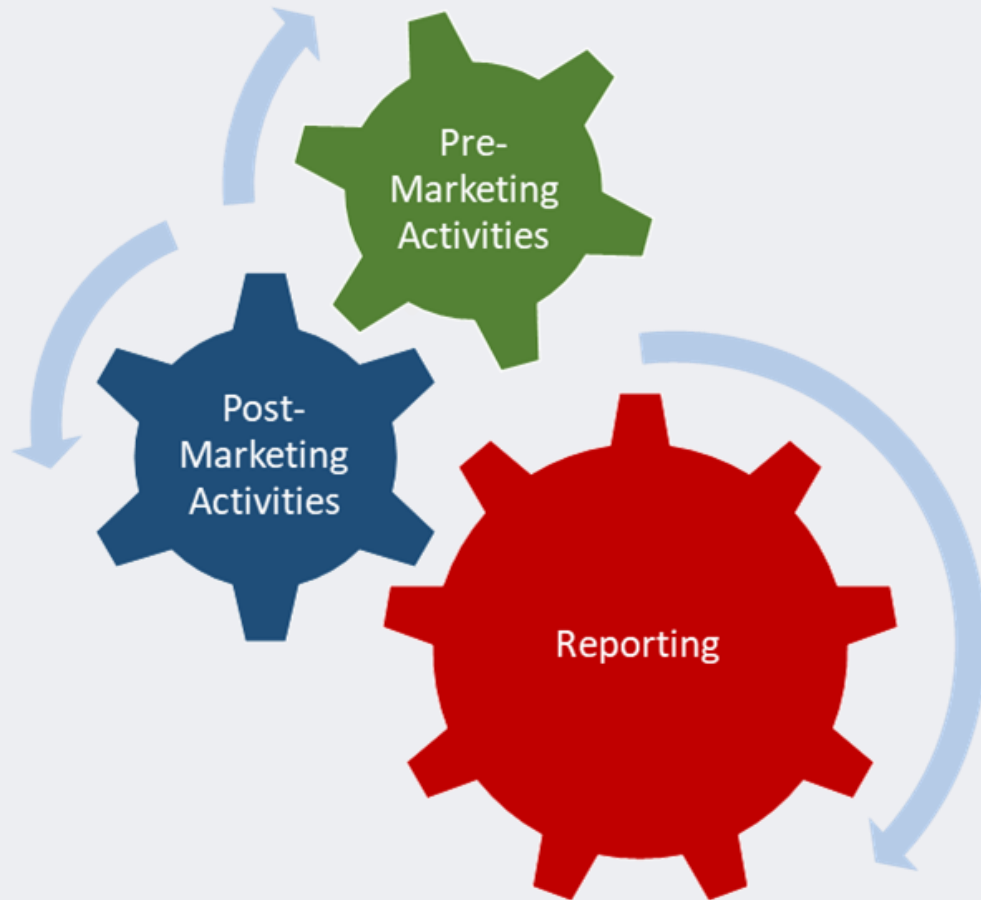 Pre-
Marketing
Activities
Post-
Marketing
Activities
Reporting